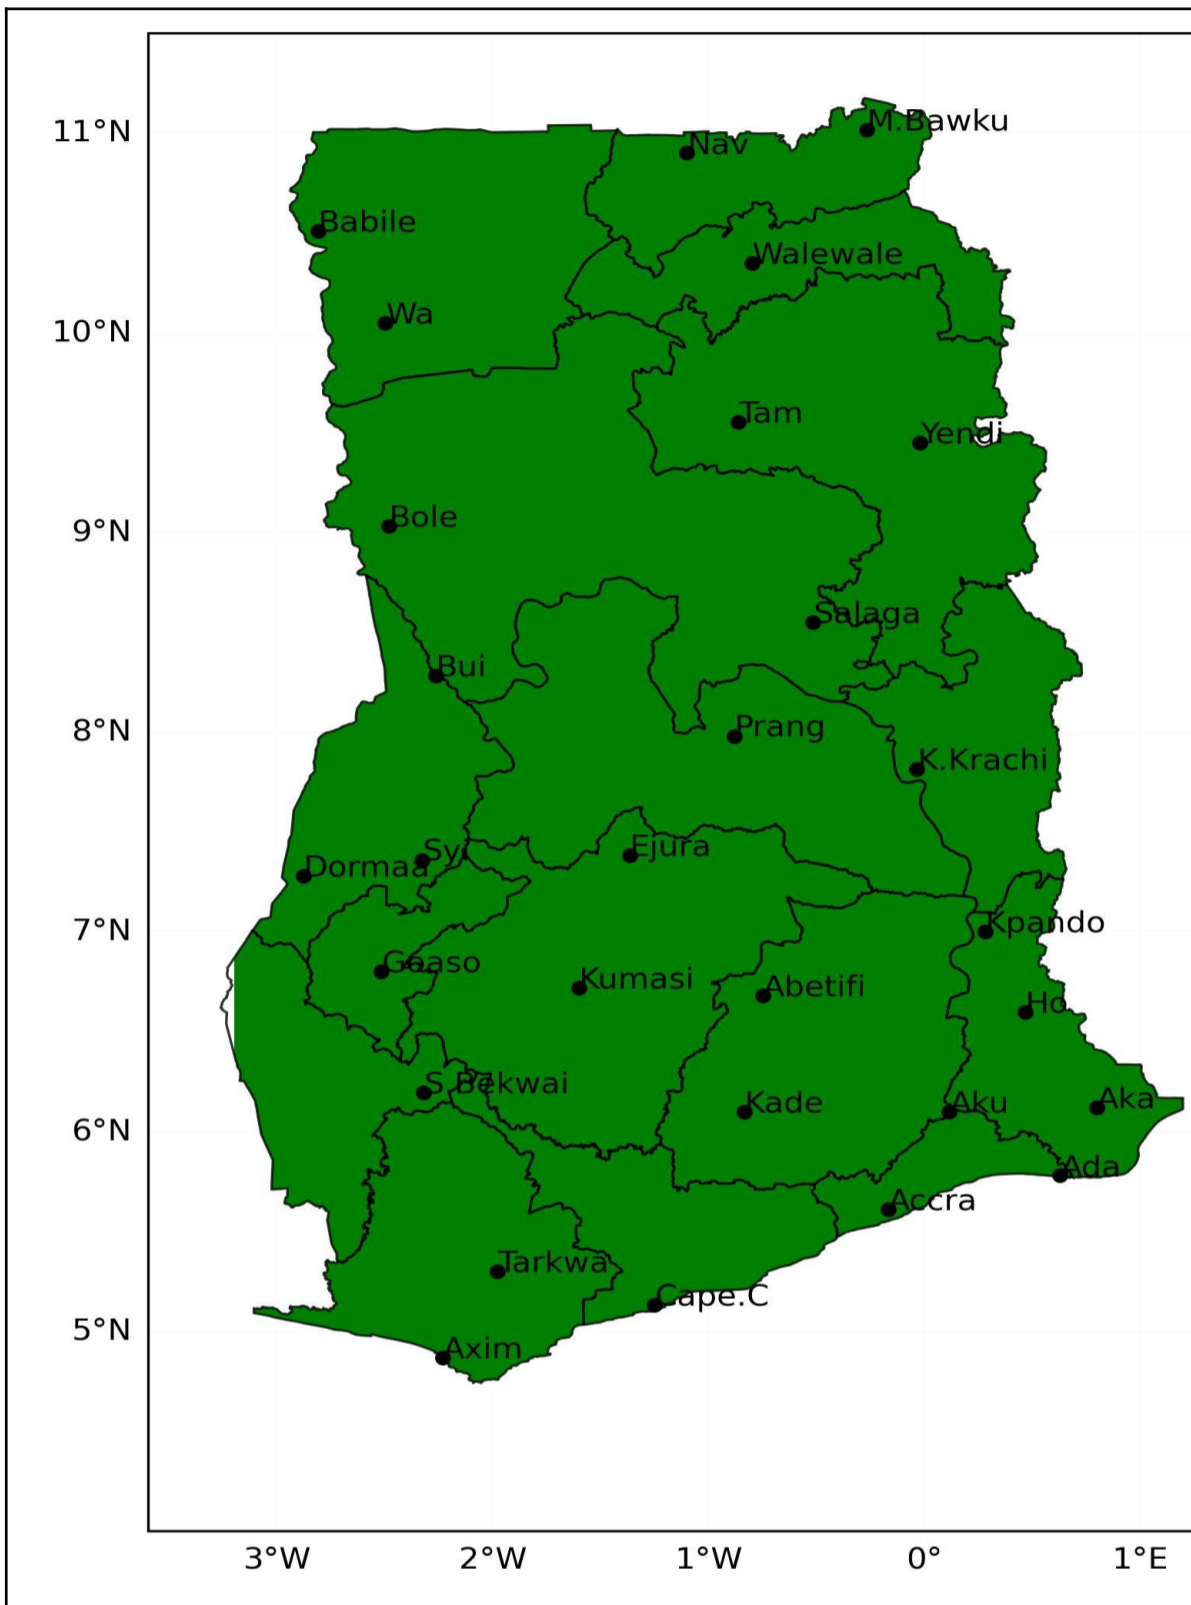 11°N
M.Bawku
Nav
Babile
Walewale
Wa
10°N
Tam
Yendi
Bole
9°N
Salaga
Bui
8°N
Prang
K.Krachi
Syi
Ejura
Dormaa
7°N
Kpando
Goaso
Kumasi
Abetifi
Ho
S.Bekwai
Kade
Aku
Aka
6°N
Ada
Accra
Tarkwa
Cape.C
5°N
Axim
3°W 2°W 1°W 0° 1°E